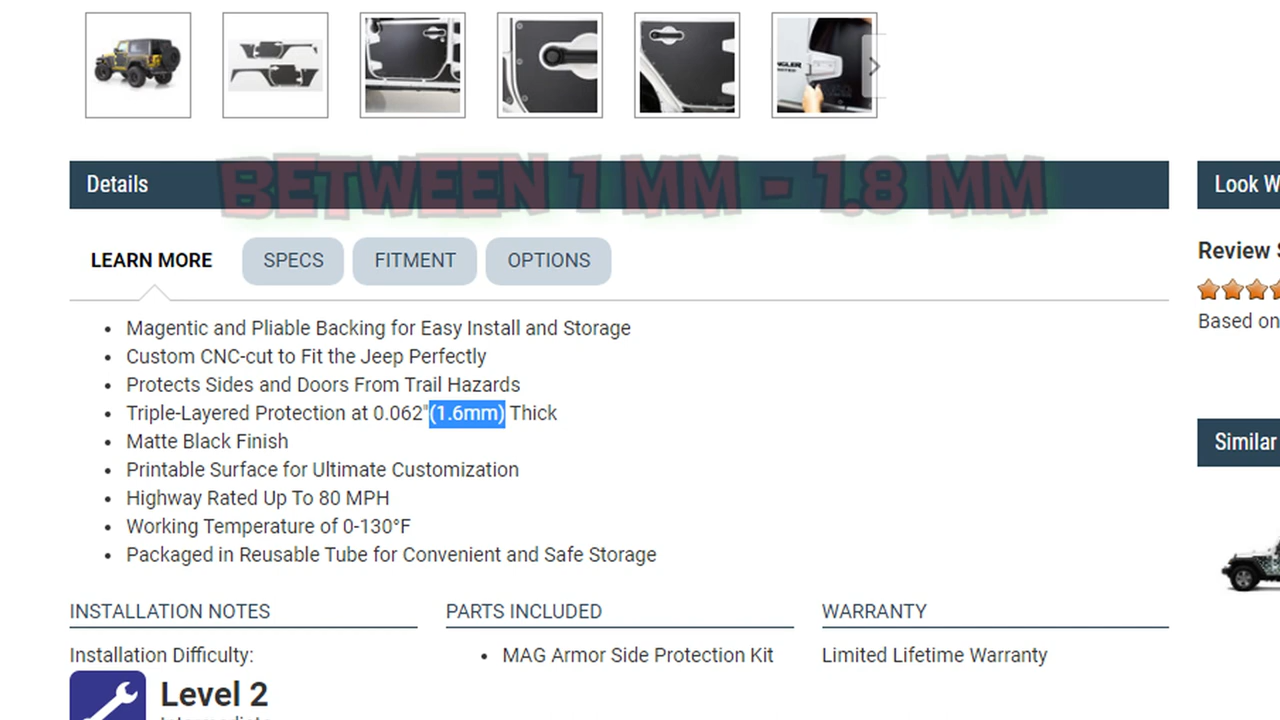 NGLER
Details
BETWEEN 1 MM - 1.8 MM
Look W
LEARN MORE
SPECS
FITMENT
OPTIONS
Review S
Based on
• Magentic and Pliable Backing for Easy Install and Storage
• Custom CNC-cut to Fit the Jeep Perfectly
• Protects Sides and Doors From Trail Hazards
• Triple-Layered Protection at 0.062"(1.6mm) Thick
• Matte Black Finish
• Printable Surface for Ultimate Customization
• Highway Rated Up To 80 MPH
• Working Temperature of 0-130°F
• Packaged in Reusable Tube for Convenient and Safe Storage
Similar
INSTALLATION NOTES
Installation Difficulty:
Level 2
Intermediate
PARTS INCLUDED
• MAG Armor Side Protection Kit
WARRANTY
Limited Lifetime Warranty